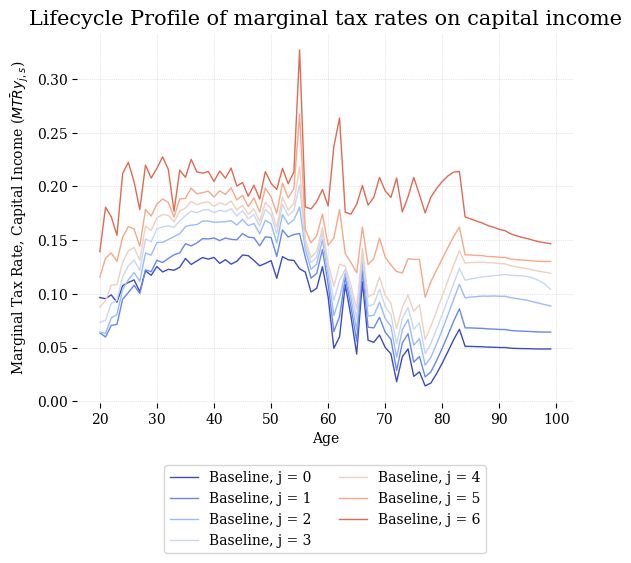 Lifecycle Profile of marginal tax rates on capital income
Marginal Tax Rate, Capital Income (MTRy_{j,s})
0.30
0.25
0.20
0.15
0.10
0.05
0.00
20 30 40 50 60 70 80 90 100
Age
Baseline, j = 0
Baseline, j = 1
Baseline, j = 2
Baseline, j = 3
Baseline, j = 4
Baseline, j = 5
Baseline, j = 6